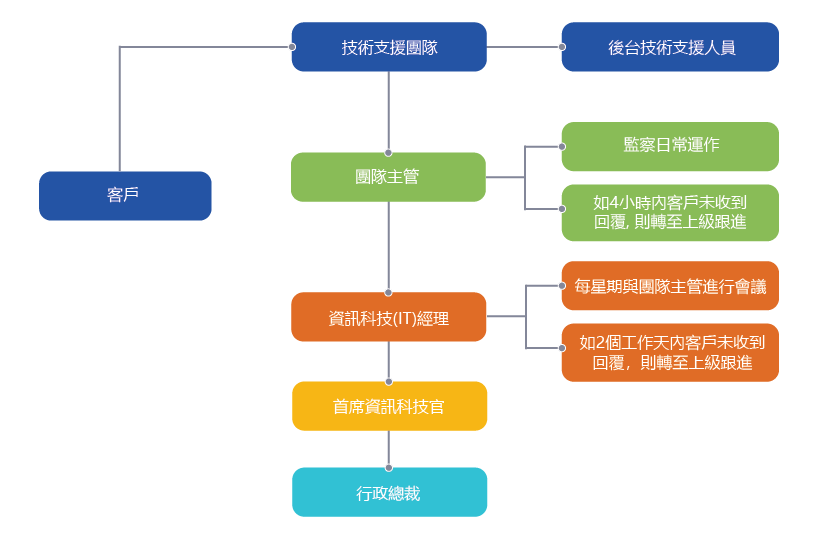 技術支援團隊
後台技術支援人員
客戶
團隊主管
監察日常運作
如4小時內客戶未收到
回覆, 則轉至上級跟進
資訊科技(IT)經理
每星期與團隊主管進行會議
如2個工作天內客戶未收到
回覆，則轉至上級跟進
首席資訊科技官
行政總裁